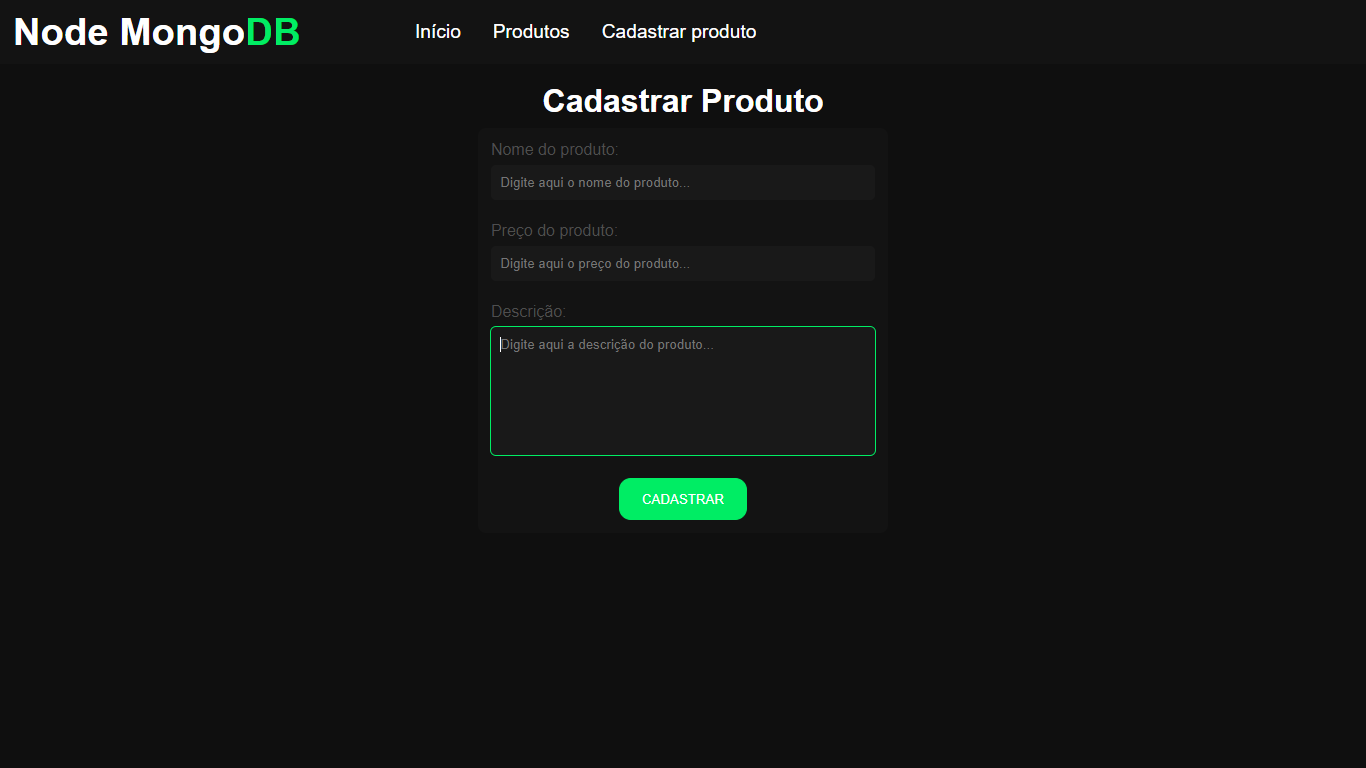 Node MongoDB
Início Produtos Cadastrar produto
Cadastrar Produto
Nome do produto:
Digite aqui o nome do produto...
Preço do produto:
Digite aqui o preço do produto...
Descrição:
Digite aqui a descrição do produto...
CADASTRAR